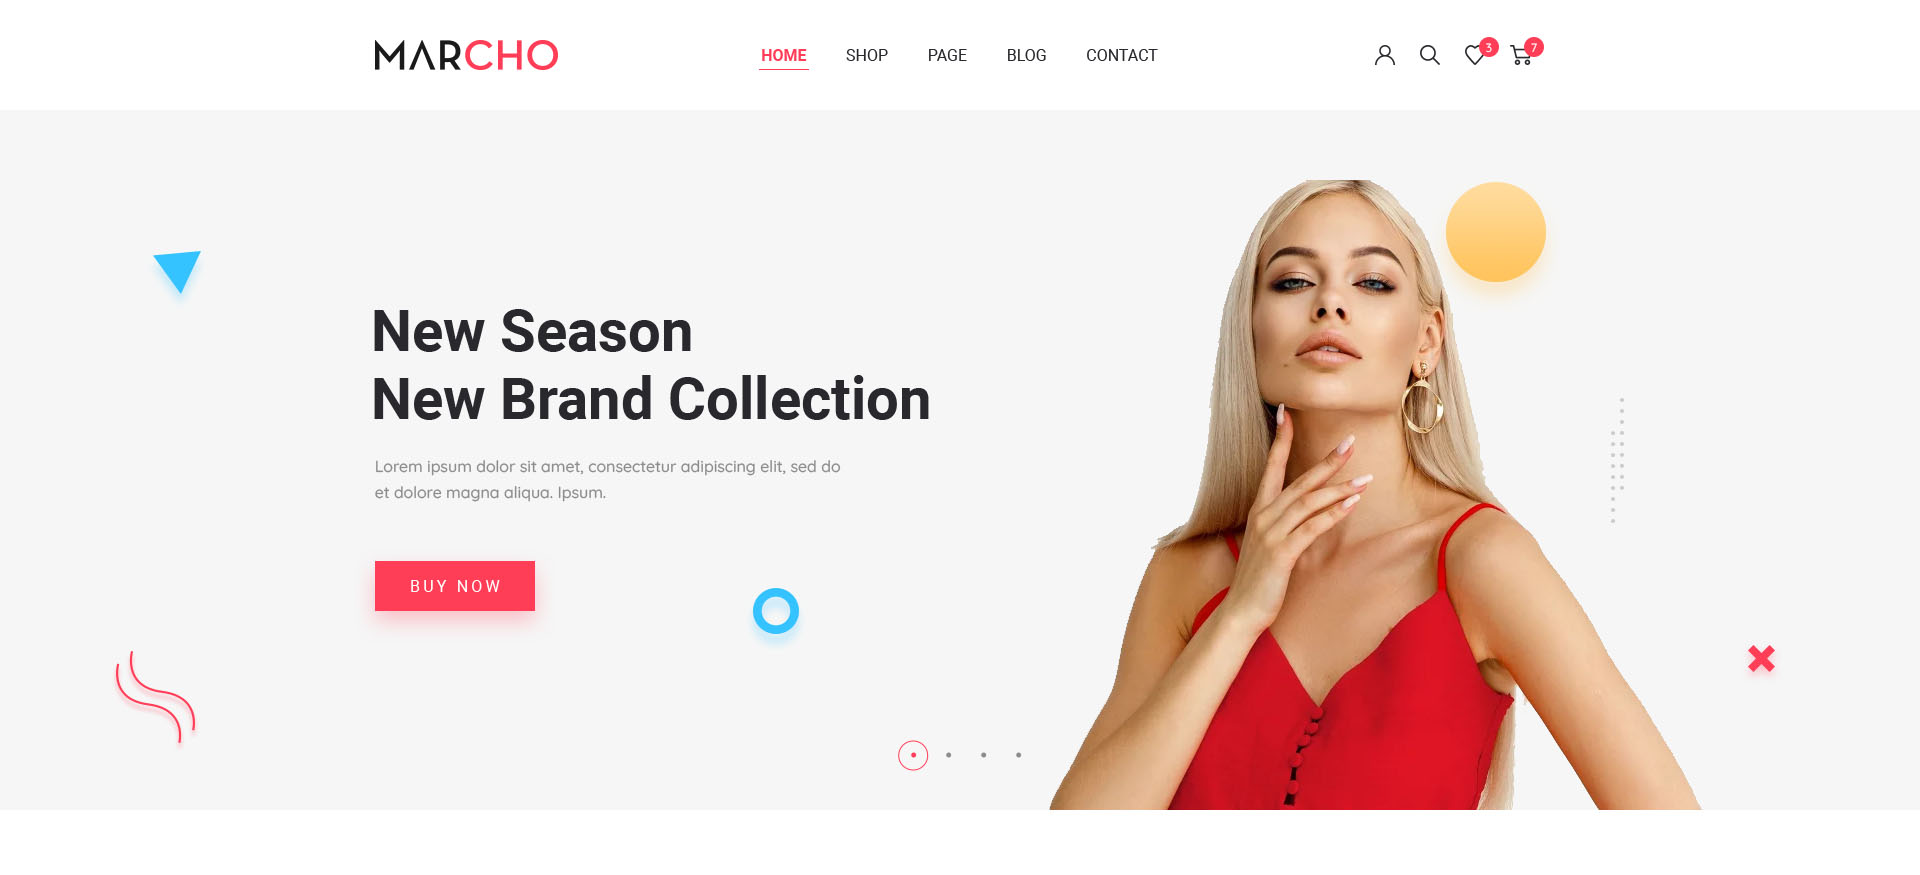 MARCHO
HOME SHOP PAGE BLOG CONTACT
3 7
New Season
New Brand Collection
Lorem ipsum dolor sit amet, consectetur adipiscing elit, sed do
et dolore magna aliqua. Ipsum.
BUY NOW